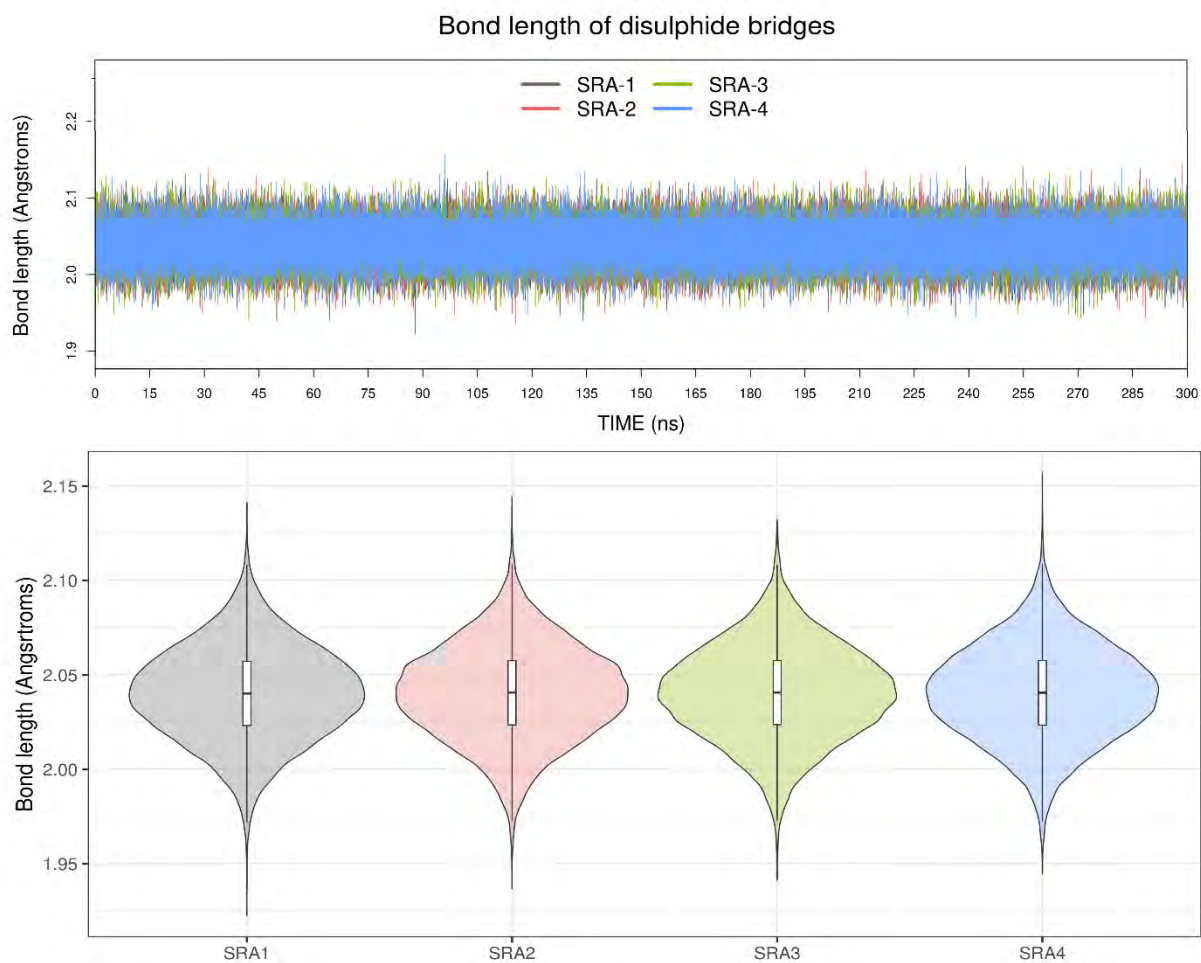 Bond length of disulphide bridges
SRA-1 SRA-3
SRA-2 SRA-4
Bond length (Angstroms)
2.2
2.1
2.0
1.9
0 15 30 45 60 75 90 105 120 135 150 165 180 195 210 225 240 255 270 285 300
TIME (ns)
Bond length (Angsrtroms)
2.15
2.10
2.05
2.00
1.95
SRA1 SRA2 SRA3 SRA4